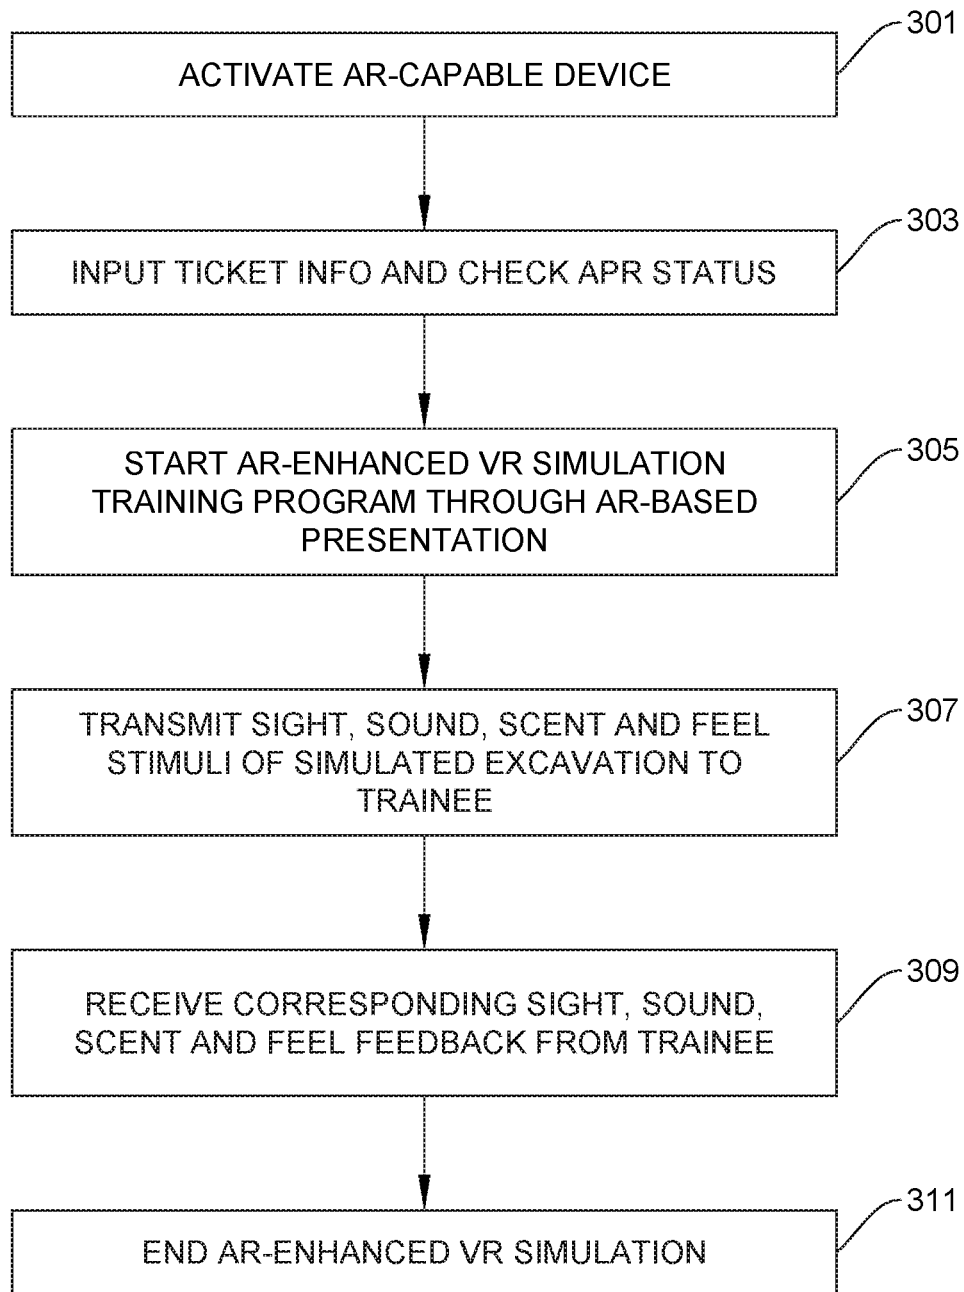 301
ACTIVATE AR-CAPABLE DEVICE
303
INPUT TICKET INFO AND CHECK APR STATUS
305
START AR-ENHANCED VR SIMULATION
TRAINING PROGRAM THROUGH AR-BASED
PRESENTATION
307
TRANSMIT SIGHT, SOUND, SCENT AND FEEL
STIMULI OF SIMULATED EXCAVATION TO
TRAINEE
309
RECEIVE CORRESPONDING SIGHT, SOUND,
SCENT AND FEEL FEEDBACK FROM TRAINEE
311
END AR-ENHANCED VR SIMULATION